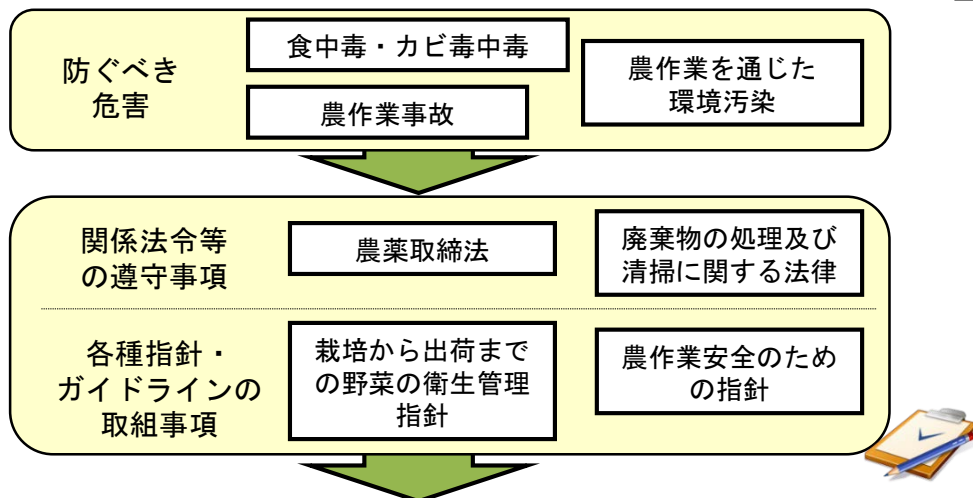 防ぐべき
危害
食中毒・カビ毒中毒
農作業事故
農作業を通じた
環境汚染
関係法令等
の遵守事項
農薬取締法
廃棄物の処理及び
清掃に関する法律
各種指針・
ガイドラインの
取組事項
栽培から出荷まで
の野菜の衛生管理
指針
農作業安全のため
の指針